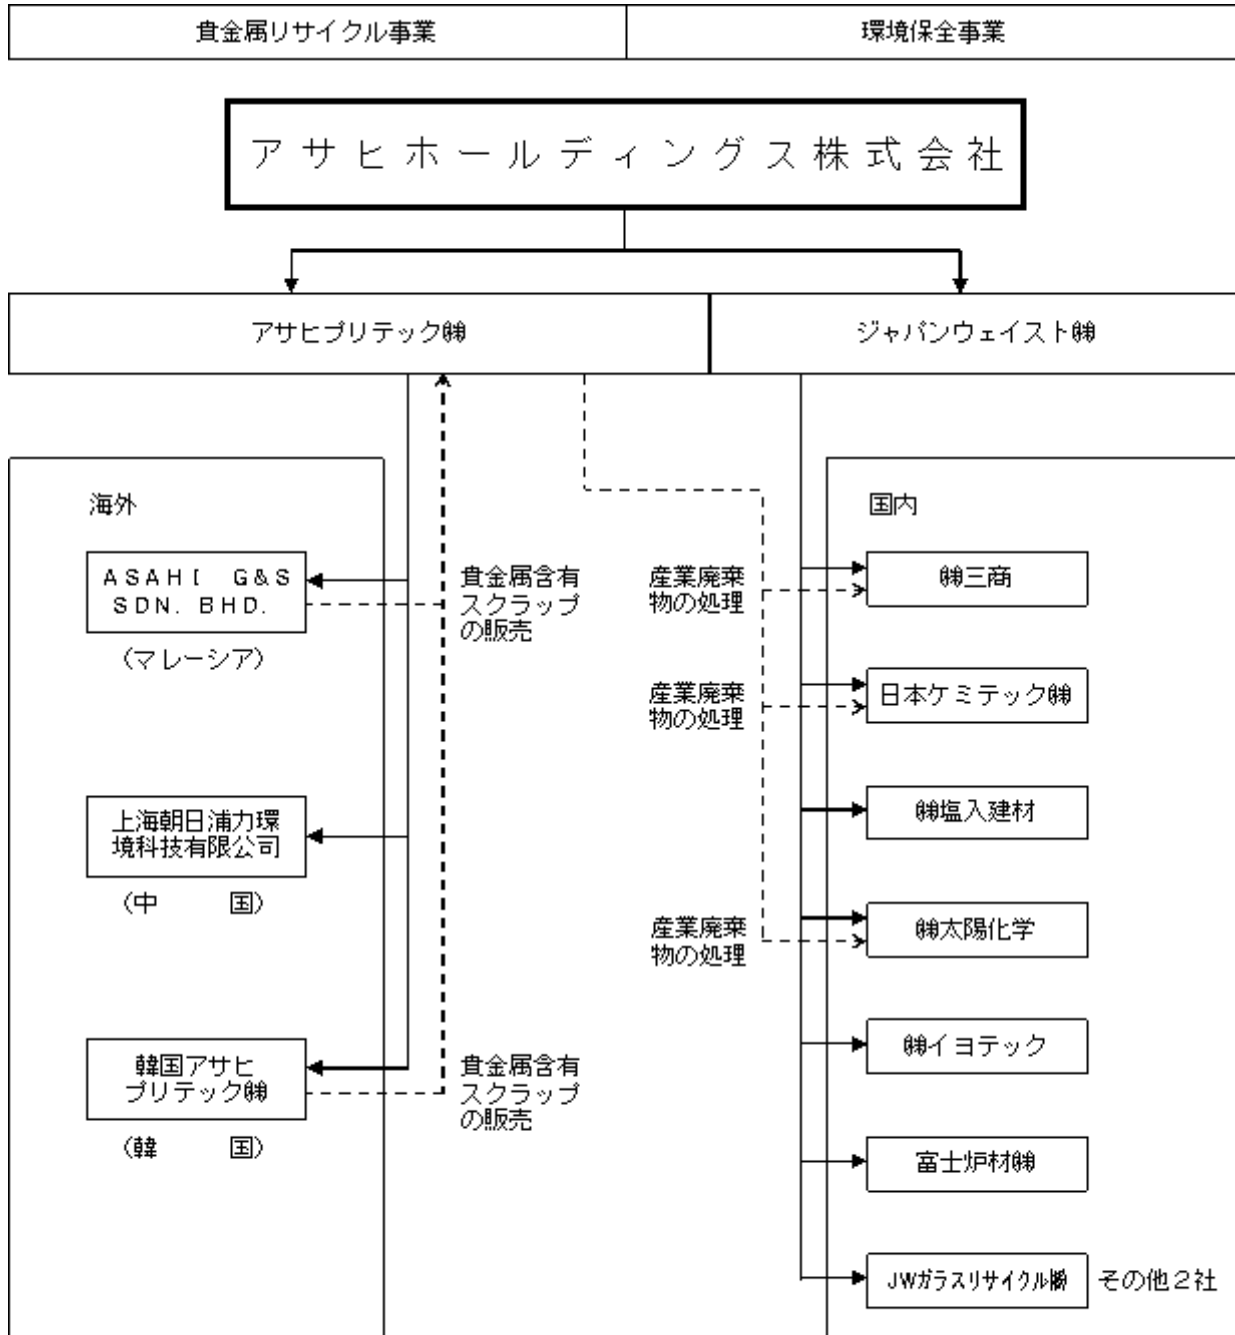 貴金属リサイクル事業
環境保全事業
アサヒホールディングス株式会社
アサヒプリテック㈱
ジャパンウェイスト㈱
海外
国内
ASAHI G&S
SDN. BHD.
(マレーシア)
貴金属含有
スクラップ
の販売
産業廃棄
物の処理
㈱三商
産業廃棄
物の処理
日本ケミテック㈱
上海朝日浦力環
境科技有限公司
(中 国)
㈱塩入建材
産業廃棄
物の処理
㈱太陽化学
韓国アサヒ
プリテック㈱
(韓 国)
貴金属含有
スクラップ
の販売
㈱イヨテック
富士炉材㈱
JWガラスリサイクル㈱
その他2社